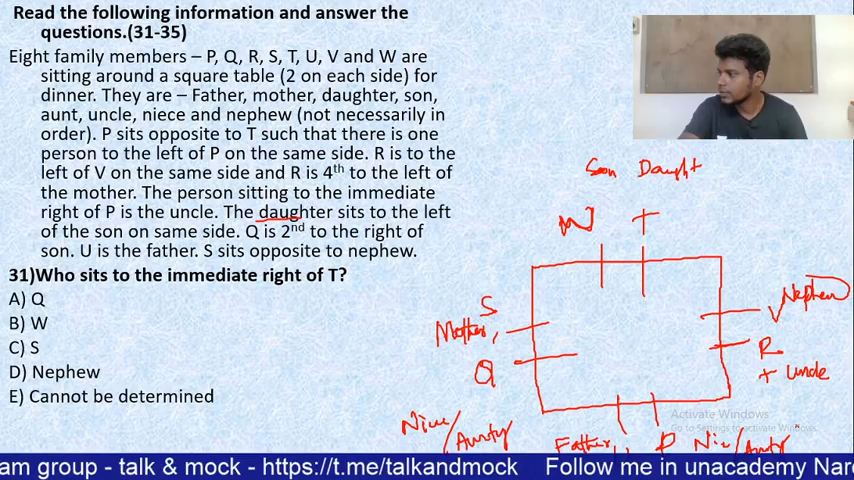 Read the following information and answer the
questions.(31-35)
Eight family members – P, Q, R, S, T, U, V and W are
sitting around a square table (2 on each side) for
dinner. They are – Father, mother, daughter, son,
aunt, uncle, niece and nephew (not necessarily in
order). P sits opposite to T such that there is one
person to the left of P on the same side. R is to the
left of V on the same side and R is 4th to the left of
the mother. The person sitting to the immediate
right of P is the uncle. The daughter sits to the left
of the son on same side. Q is 2nd to the right of
son. U is the father. S sits opposite to nephew.
31)Who sits to the immediate right of T?
A) Q
B) W
C) S
D) Nephew
E) Cannot be determined
Son Daught
W T
S
Mother,
Q
V
R
uncle
Father P
Activate Windows
Go to Settings to activate Windows.
am group - talk & mock - https://t.me/talkandmock Follow me in unacademy Nar